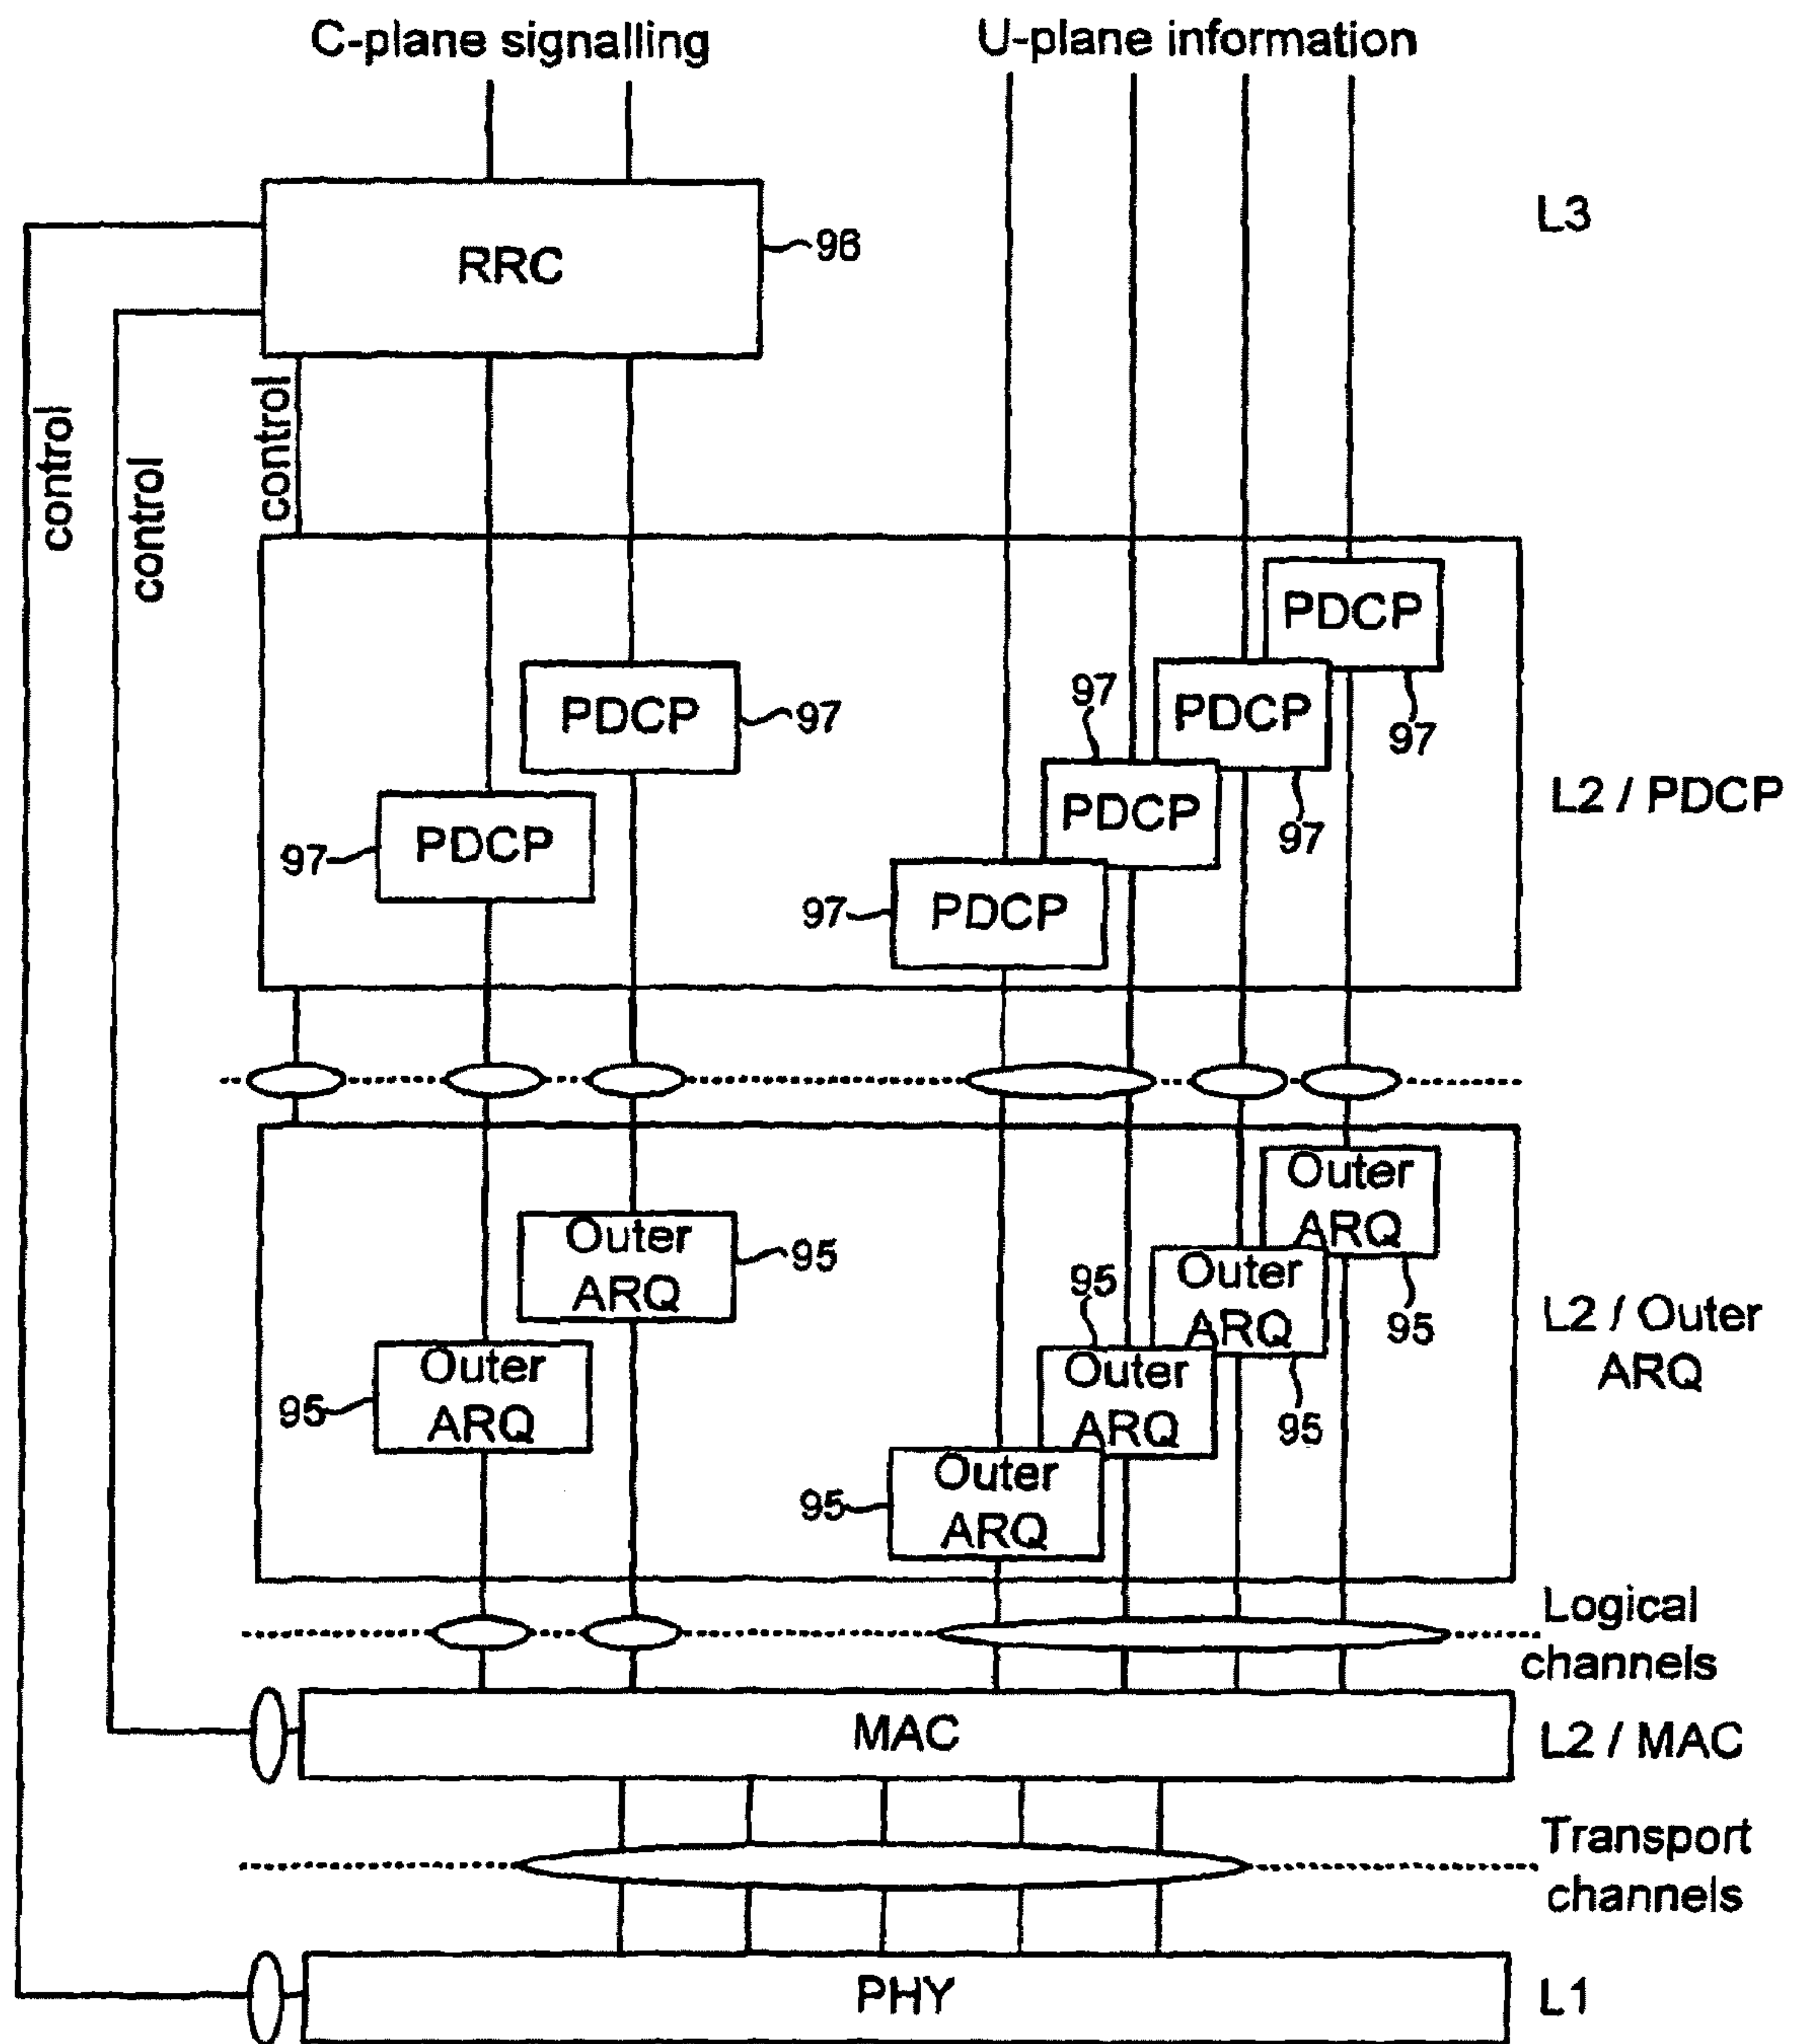 C-plane signalling
U-plane information
L3
RRC
96
control
control
control
PDCP
PDCP
97
97
PDCP
97
PDCP
97
97
L2 / PDCP
PDCP
97
PDCP
97
Outer
ARQ
Outer
ARQ
95
95
Outer
ARQ
95
95
Outer
ARQ
95
L2 / Outer
ARQ
Outer
ARQ
95
Outer
ARQ
Logical
channels
MAC
L2 / MAC
Transport
channels
PHY
L1